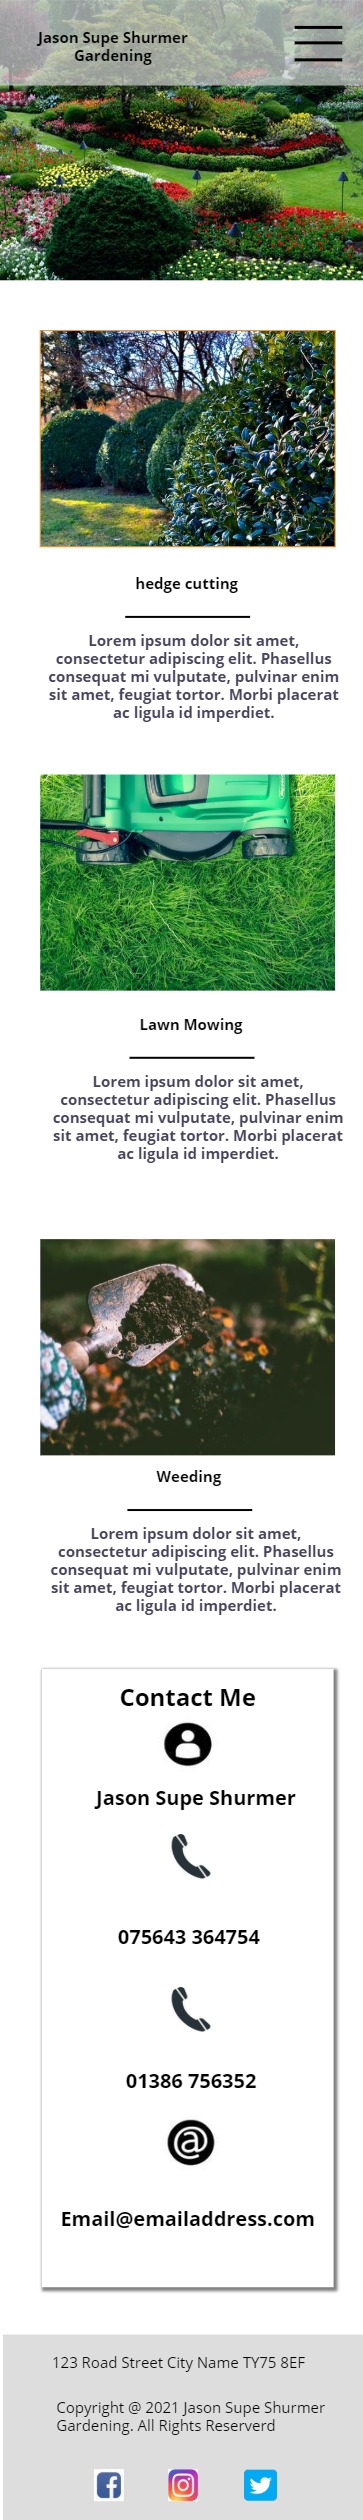 Jason Supe Shurmer
Gardening
hedge cutting
Lorem ipsum dolor sit amet,
consectetur adipiscing elit. Phasellus
consequat mi vulputate, pulvinar enim
sit amet, feugiat tortor. Morbi placerat
ac ligula id imperdiet.
Lawn Mowing
Lorem ipsum dolor sit amet,
consectetur adipiscing elit. Phasellus
consequat mi vulputate, pulvinar enim
sit amet, feugiat tortor. Morbi placerat
ac ligula id imperdiet.
Weeding
Lorem ipsum dolor sit amet,
consectetur adipiscing elit. Phasellus
consequat mi vulputate, pulvinar enim
sit amet, feugiat tortor. Morbi placerat
ac ligula id imperdiet.
Contact Me
Jason Supe Shurmer
075643 364754
01386 756352
Email@emailaddress.com
123 Road Street City Name TY75 8EF
Copyright @ 2021 Jason Supe Shurmer
Gardening. All Rights Reserverd